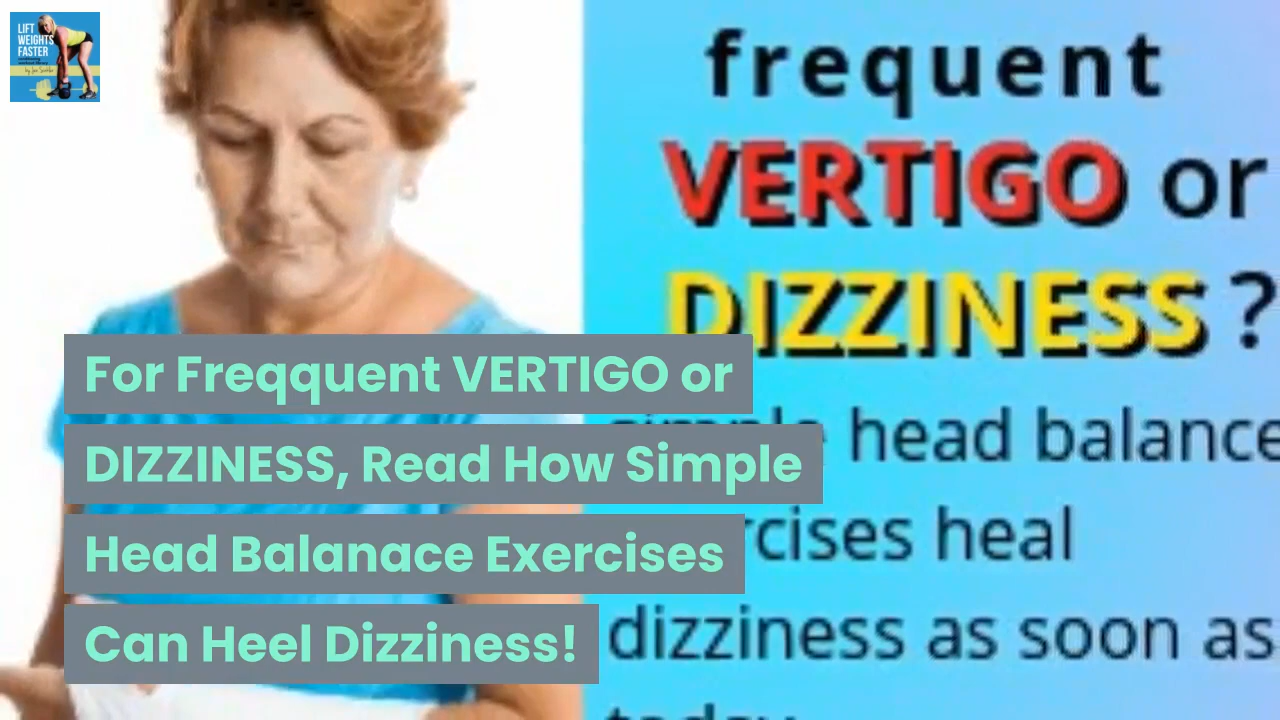 LIFT
WEIGHTS
FASTER
frequent
VERTIGO or
DIZZINESS ?
For Freqquent VERTIGO or
DIZZINESS, Read How Simple
Head Balanace Exercises
Can Heel Dizziness!
head balance
heal
dizziness as soon as